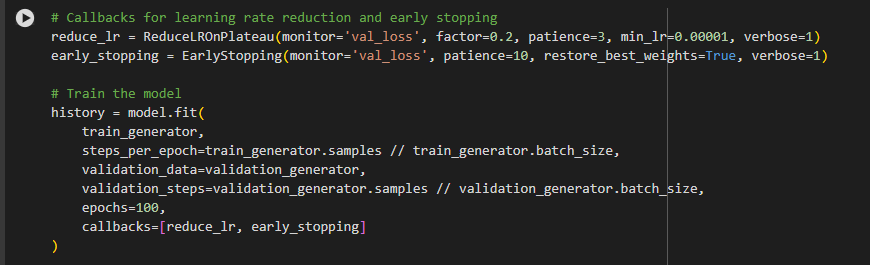 # Callbacks for learning rate reduction and early stopping
reduce_lr = ReduceLROnPlateau(monitor='val_loss', factor=0.2, patience=3, min_lr=0.00001, verbose=1)
early_stopping = EarlyStopping(monitor='val_loss', patience=10, restore_best_weights=True, verbose=1)

# Train the model
history = model.fit(
    train_generator,
    steps_per_epoch=train_generator.samples // train_generator.batch_size,
    validation_data=validation_generator,
    validation_steps=validation_generator.samples // validation_generator.batch_size,
    epochs=100,
    callbacks=[reduce_lr, early_stopping]
)